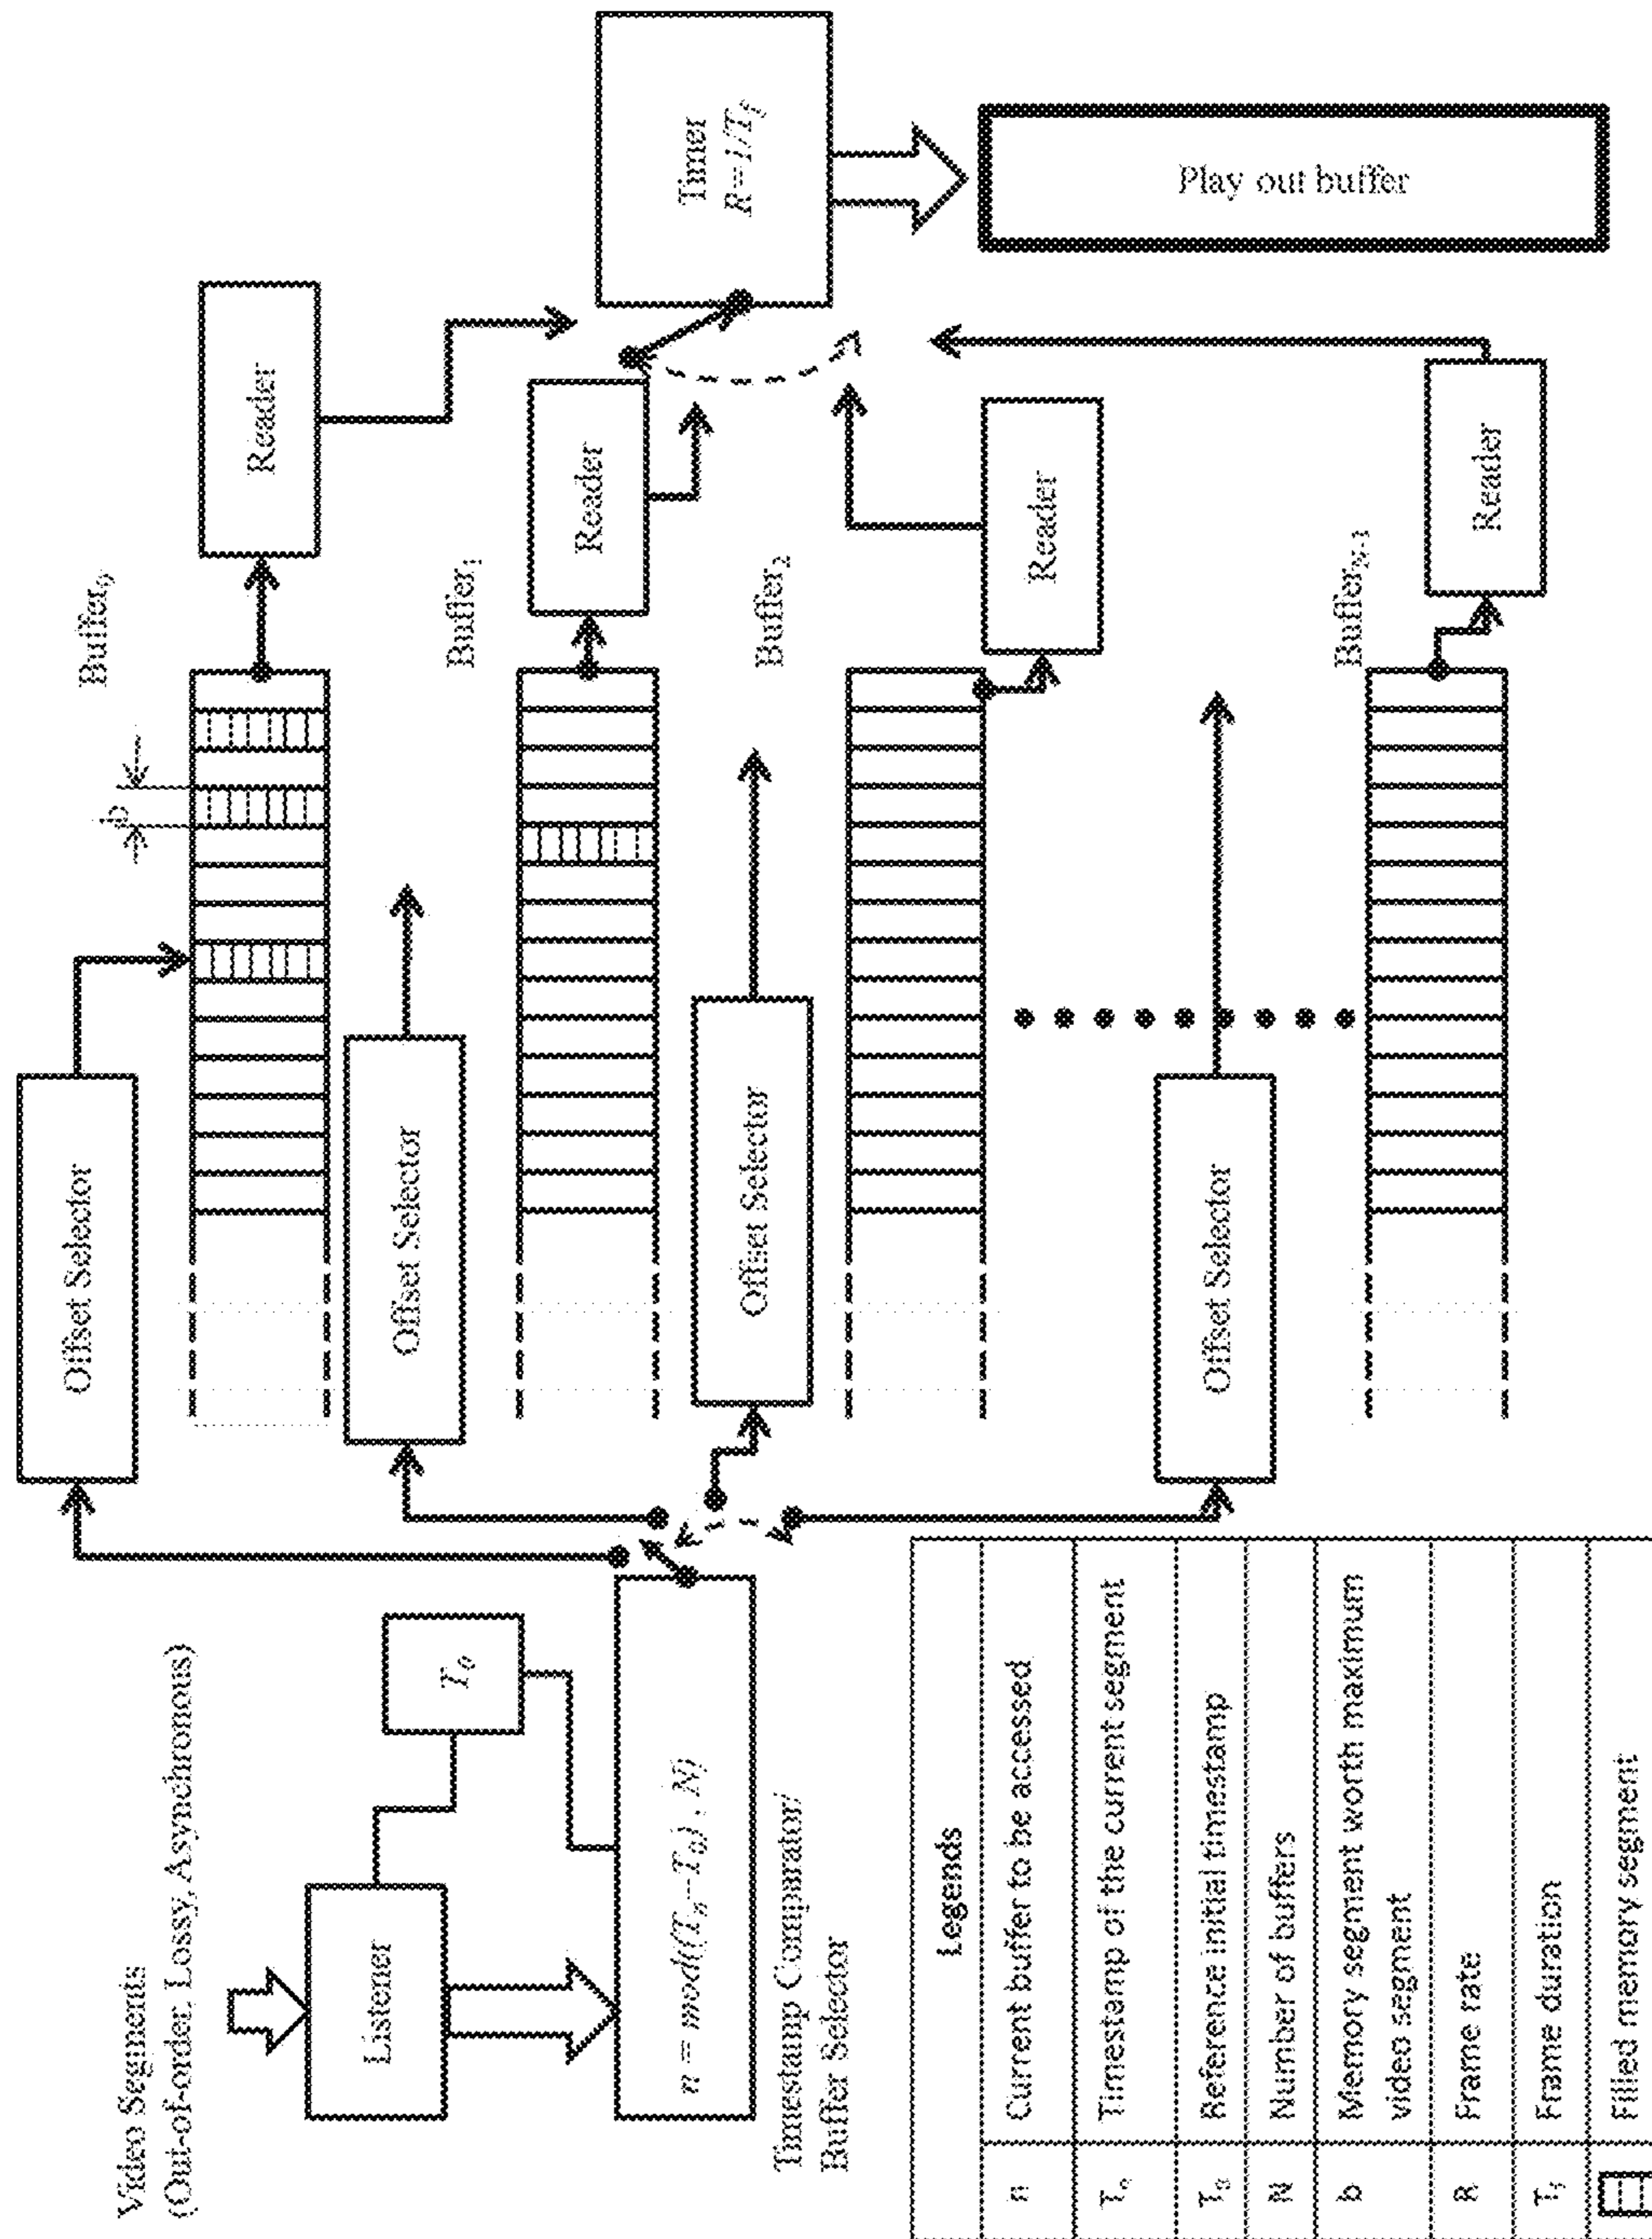 Video Segments
(Out-of-order, Lossy, Asynchronous)
Listener
T₀
n = mod((Tₙ-T₀) , N)
Timestamp Comparator/
Buffer Selector
Offset Selector
Offset Selector
Offset Selector
Offset Selector
b
Buffer₀
Buffer₁
Buffer₂
Buffer_N-1
Reader
Reader
Reader
Reader
Timer
R=1/T_f
Play out buffer
Legends
n Current buffer to be accessed
Tₙ Timestamp of the current segment
T₀ Reference initial timestamp
N Number of buffers
b Memory segment worth maximum
video segment
R Frame rate
T_f Frame duration
Filled memory segment